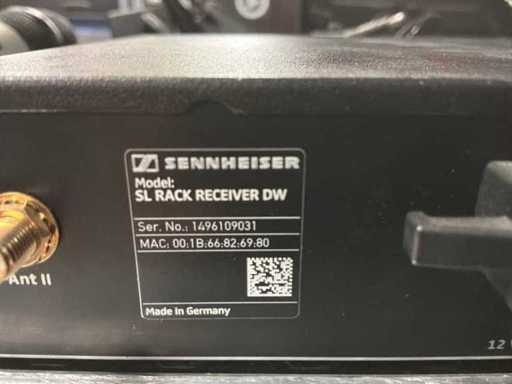 SENNHEISER
Model:
SL RACK RECEIVER DW
Ser. No.: 1496109031
MAC: 00:1B:66:82:69:80
Made in Germany
Ant II
12 V